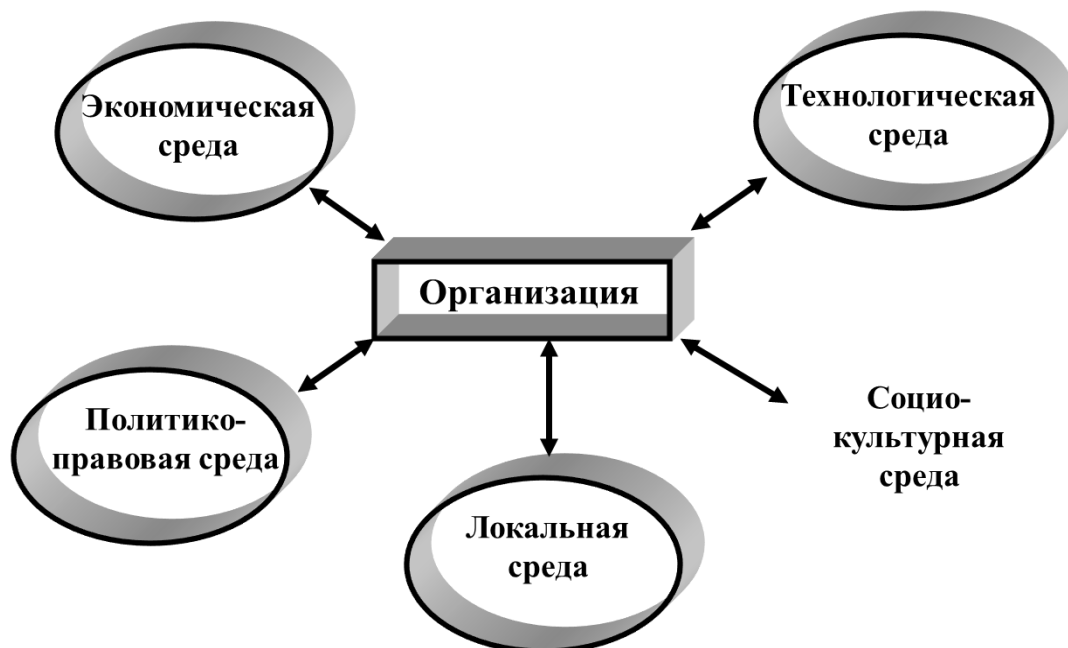 Экономическая
среда
Технологическая
среда
Организация
Политико-
правовая среда
Социо-
культурная
среда
Локальная
среда